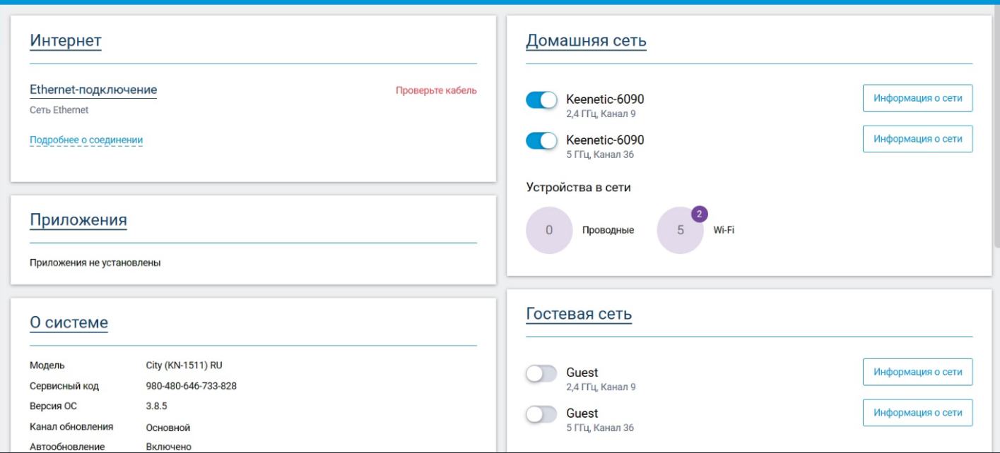 Интернет
Ethernet-подключение
Проверьте кабель
Сеть Ethernet
Подробнее о соединении
Приложения
Приложения не установлены
О системе
Модель City (KN-1511) RU
Сервисный код 980-480-646-733-828
Версия ОС 3.8.5
Канал обновления Основной
Автообновление Включено
Домашняя сеть
Keenetic-6090 Информация о сети
2,4 ГГц, Канал 9
Keenetic-6090 Информация о сети
5 ГГц, Канал 36
Устройства в сети
0 Проводные 5 2 Wi-Fi
Гостевая сеть
Guest Информация о сети
2,4 ГГц, Канал 9
Guest Информация о сети
5 ГГц, Канал 36